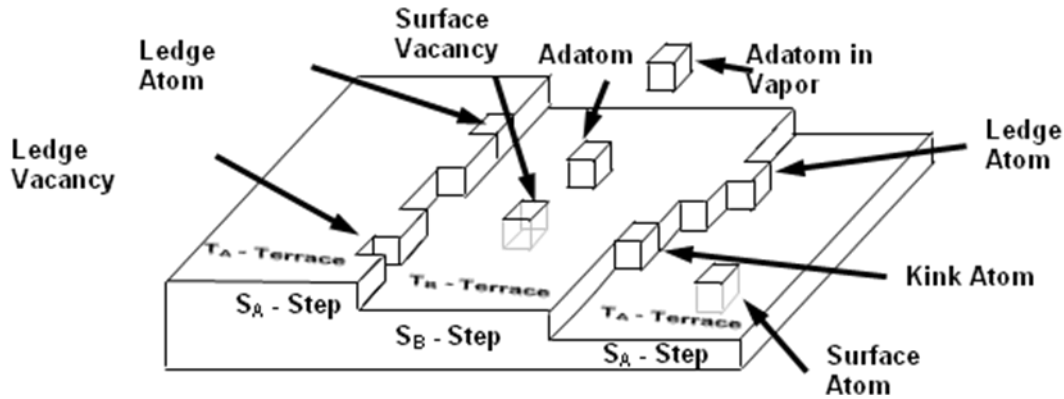 Surface
Vacancy
Ledge
Atom
Adatom
Adatom in
Vapor
Ledge
Atom
Ledge
Vacancy
TA - Terrace
TB - Terrace
Kink Atom
SA - Step
TA - Terrace
SB - Step
SA - Step
Surface
Atom